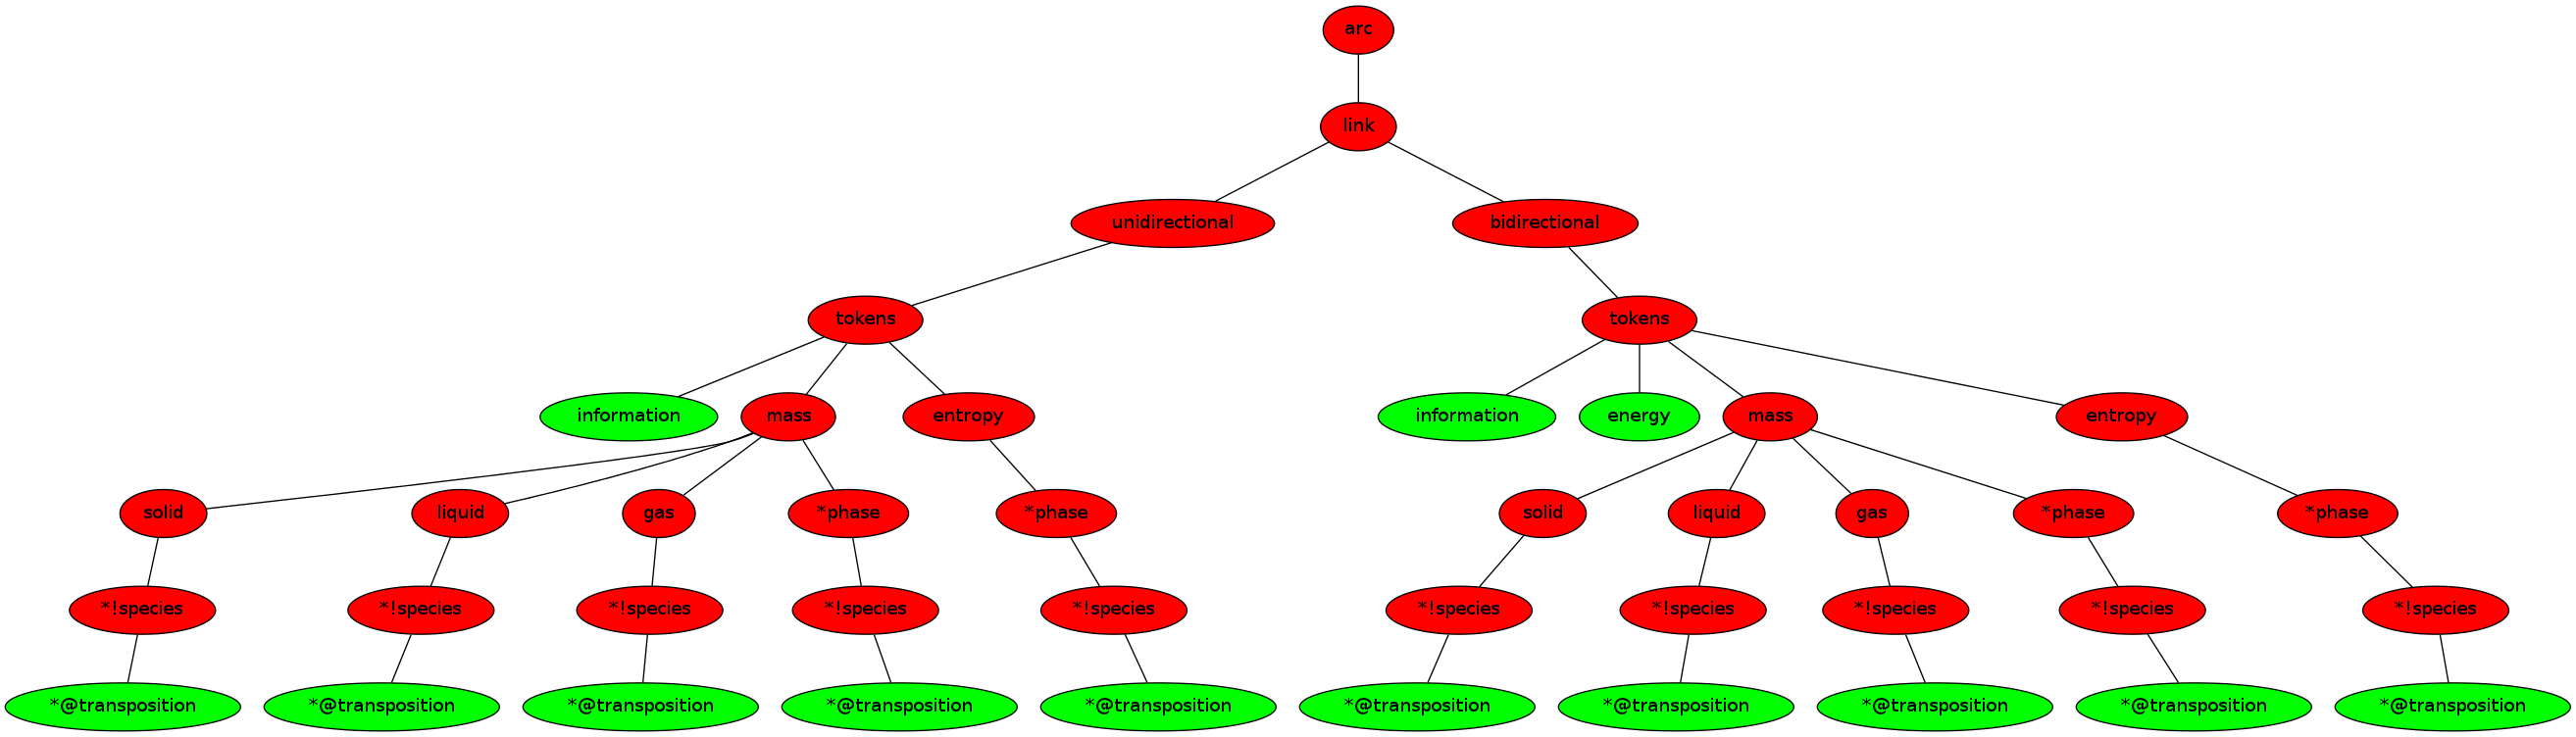 arc
link
unidirectional
bidirectional
tokens
tokens
information
mass
entropy
information
energy
mass
entropy
solid
liquid
gas
*phase
*phase
solid
liquid
gas
*phase
*phase
*!species
*!species
*!species
*!species
*!species
*!species
*!species
*!species
*!species
*!species
*@transposition
*@transposition
*@transposition
*@transposition
*@transposition
*@transposition
*@transposition
*@transposition
*@transposition
*@transposition